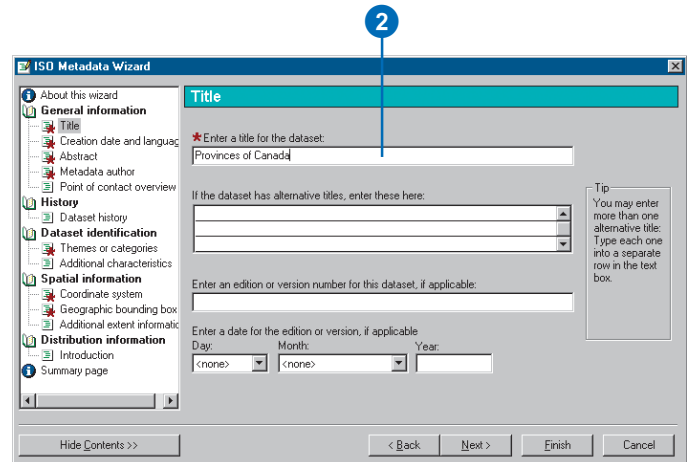 2
ISO Metadata Wizard
About this wizard
General information
Title
Creation date and languag
Abstract
Metadata author
Point of contact overview
History
Dataset history
Dataset identification
Themes or categories
Additional characteristics
Spatial information
Coordinate system
Geographic bounding box
Additional extent informatic
Distribution information
Introduction
Summary page
Title
*Enter a title for the dataset:
Provinces of Canada
If the dataset has alternative titles, enter these here:
Enter an edition or version number for this dataset, if applicable:
Enter a date for the edition or version, if applicable
Day: Month: Year:
<none> <none>
Tip
You may enter
more than one
alternative title:
Type each one
into a separate
row in the text
box.
Hide Contents >> < Back Next > Finish Cancel